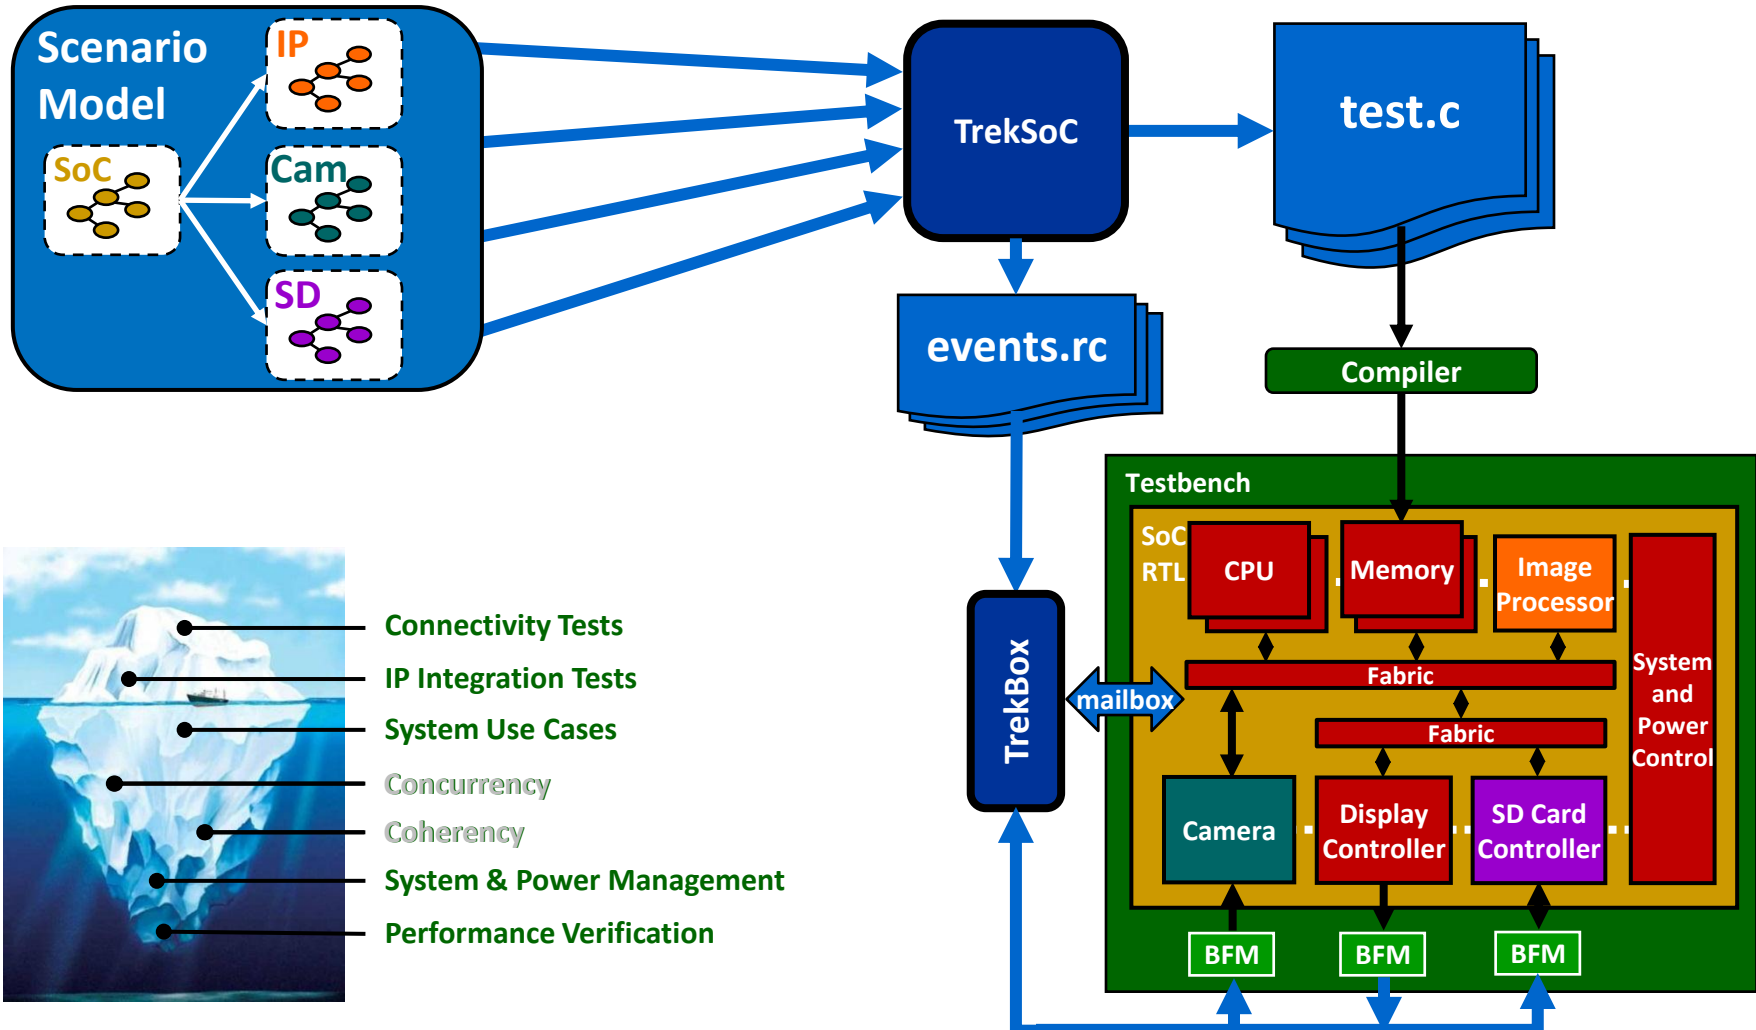 Scenario
Model
IP
SoC
Cam
SD
TrekSoC
test.c
events.rc
Compiler
Testbench
SoC
RTL
CPU
Memory
Image
Processor
System
and
Power
Control
Fabric
mailbox
Fabric
TrekBox
Camera
Display
Controller
SD Card
Controller
BFM
BFM
BFM
Connectivity Tests
IP Integration Tests
System Use Cases
Concurrency
Coherency
System & Power Management
Performance Verification